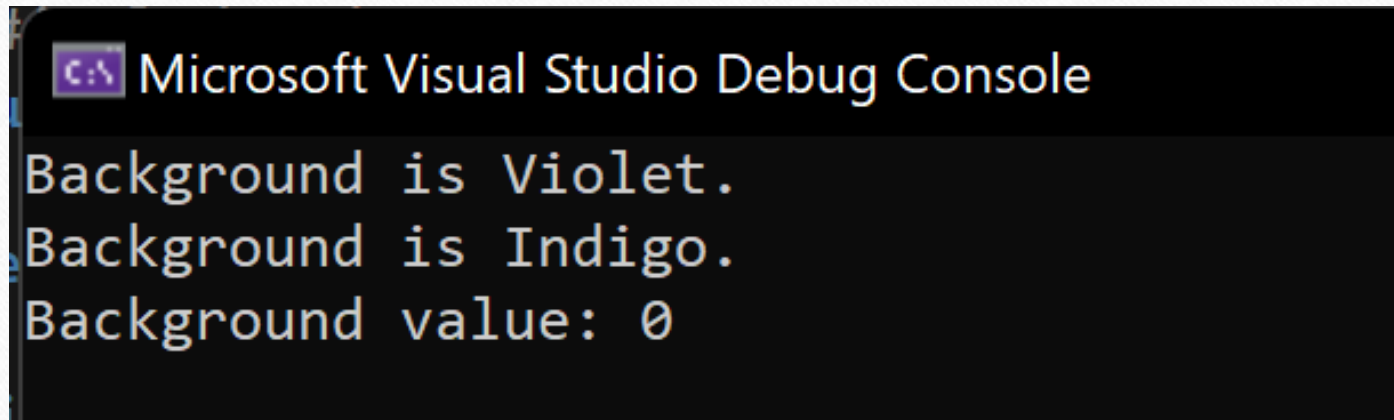 C:\ Microsoft Visual Studio Debug Console
Background is Violet.
Background is Indigo.
Background value: 0